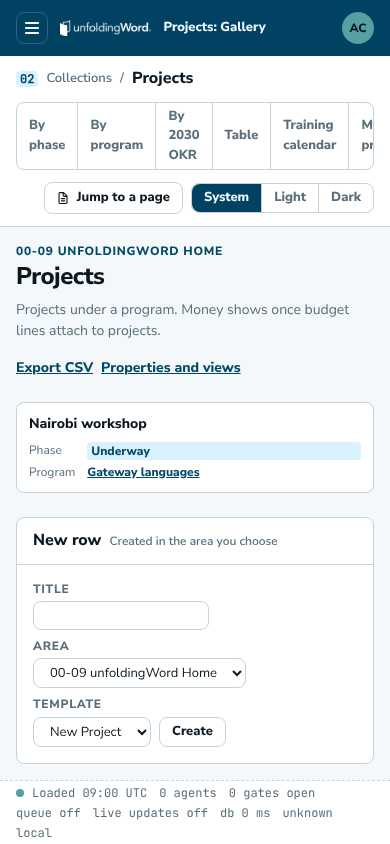 unfoldingWord. Projects: Gallery AC
02 Collections / Projects
By phase
By program
By 2030 OKR
Table
Training calendar
Jump to a page System Light Dark
00-09 UNFOLDINGWORD HOME
Projects
Projects under a program. Money shows once budget
lines attach to projects.
Export CSV Properties and views
Nairobi workshop
Phase Underway
Program Gateway languages
New row Created in the area you choose
TITLE
AREA
00-09 unfoldingWord Home
TEMPLATE
New Project Create
Loaded 09:00 UTC 0 agents 0 gates open
queue off live updates off db 0 ms unknown
local